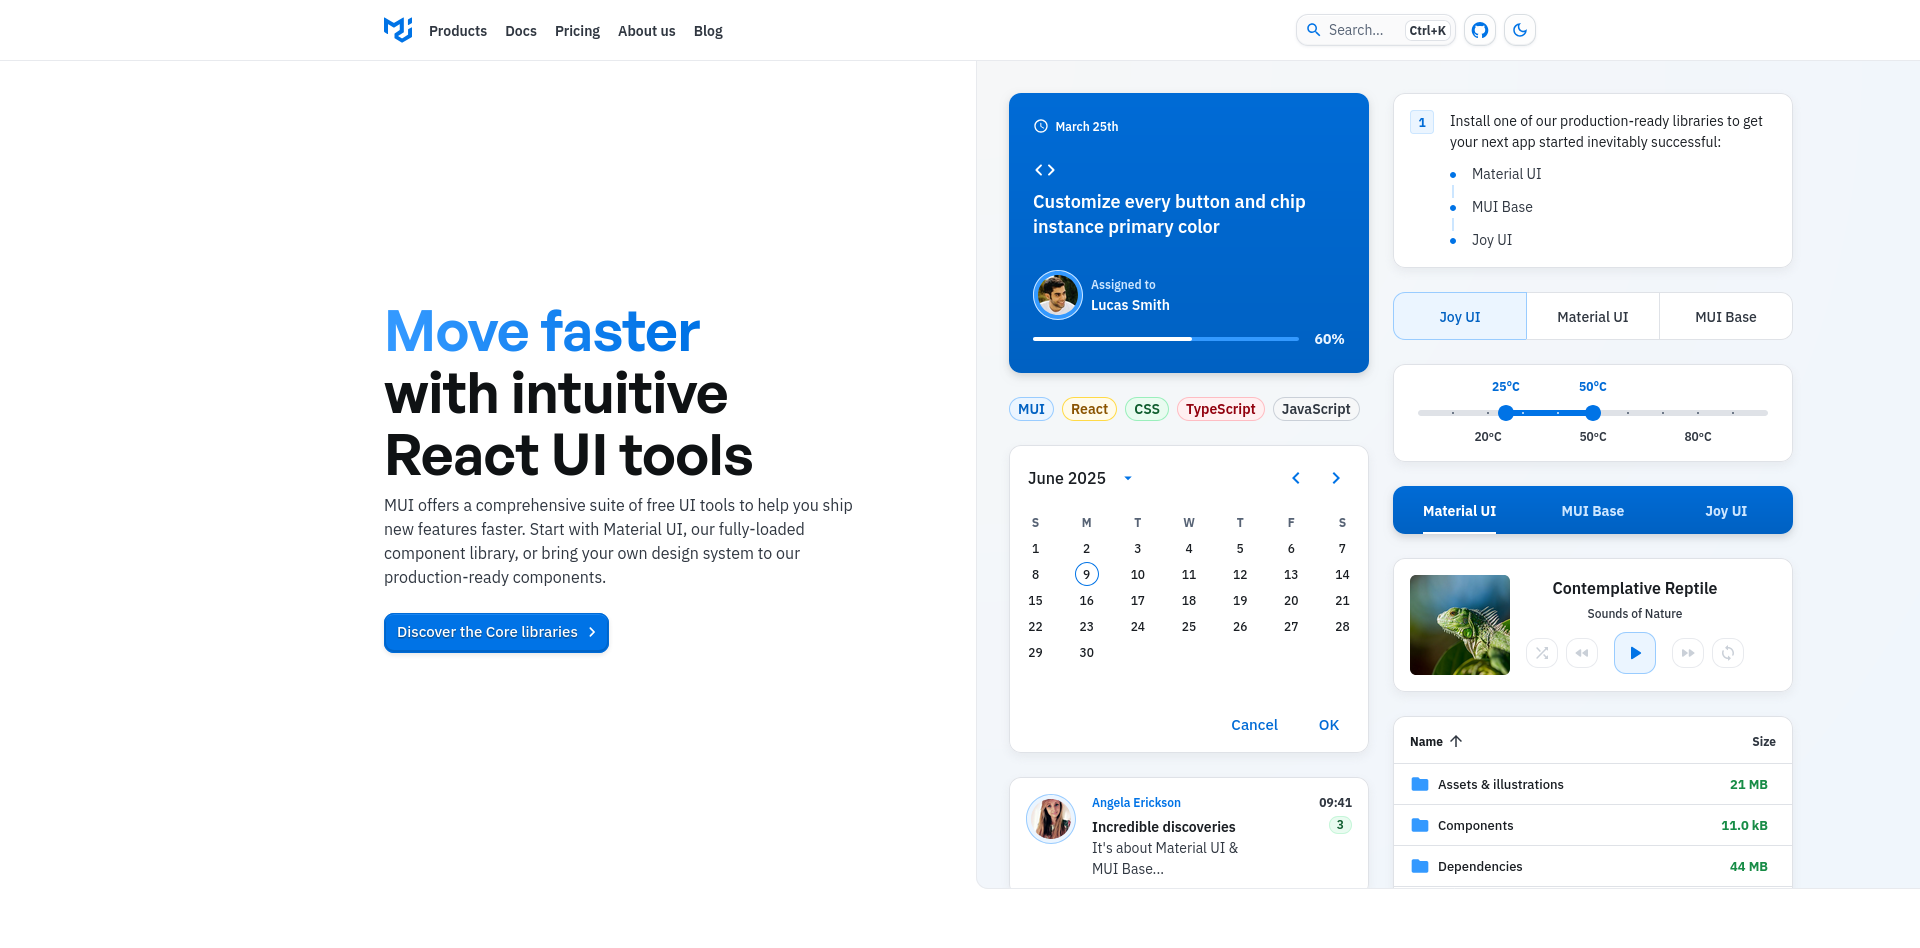 Products Docs Pricing About us Blog
Search... Ctrl+K
Move faster
with intuitive
React UI tools
MUI offers a comprehensive suite of free UI tools to help you ship
new features faster. Start with Material UI, our fully-loaded
component library, or bring your own design system to our
production-ready components.
Discover the Core libraries
March 25th
Customize every button and chip
instance primary color
Assigned to
Lucas Smith
60%
MUI React CSS TypeScript JavaScript
June 2025
S M T W T F S
1 2 3 4 5 6 7
8 9 10 11 12 13 14
15 16 17 18 19 20 21
22 23 24 25 26 27 28
29 30
Cancel OK
Angela Erickson 09:41
Incredible discoveries 3
It's about Material UI &
MUI Base...
1 Install one of our production-ready libraries to get
your next app started inevitably successful:
Material UI
MUI Base
Joy UI
Joy UI Material UI MUI Base
25°C 50°C
20°C 50°C 80°C
Material UI MUI Base Joy UI
Contemplative Reptile
Sounds of Nature
Name Size
Assets & illustrations 21 MB
Components 11.0 kB
Dependencies 44 MB